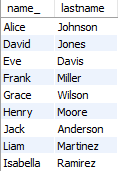 name_ lastname
Alice Johnson
David Jones
Eve Davis
Frank Miller
Grace Wilson
Henry Moore
Jack Anderson
Liam Martinez
Isabella Ramirez